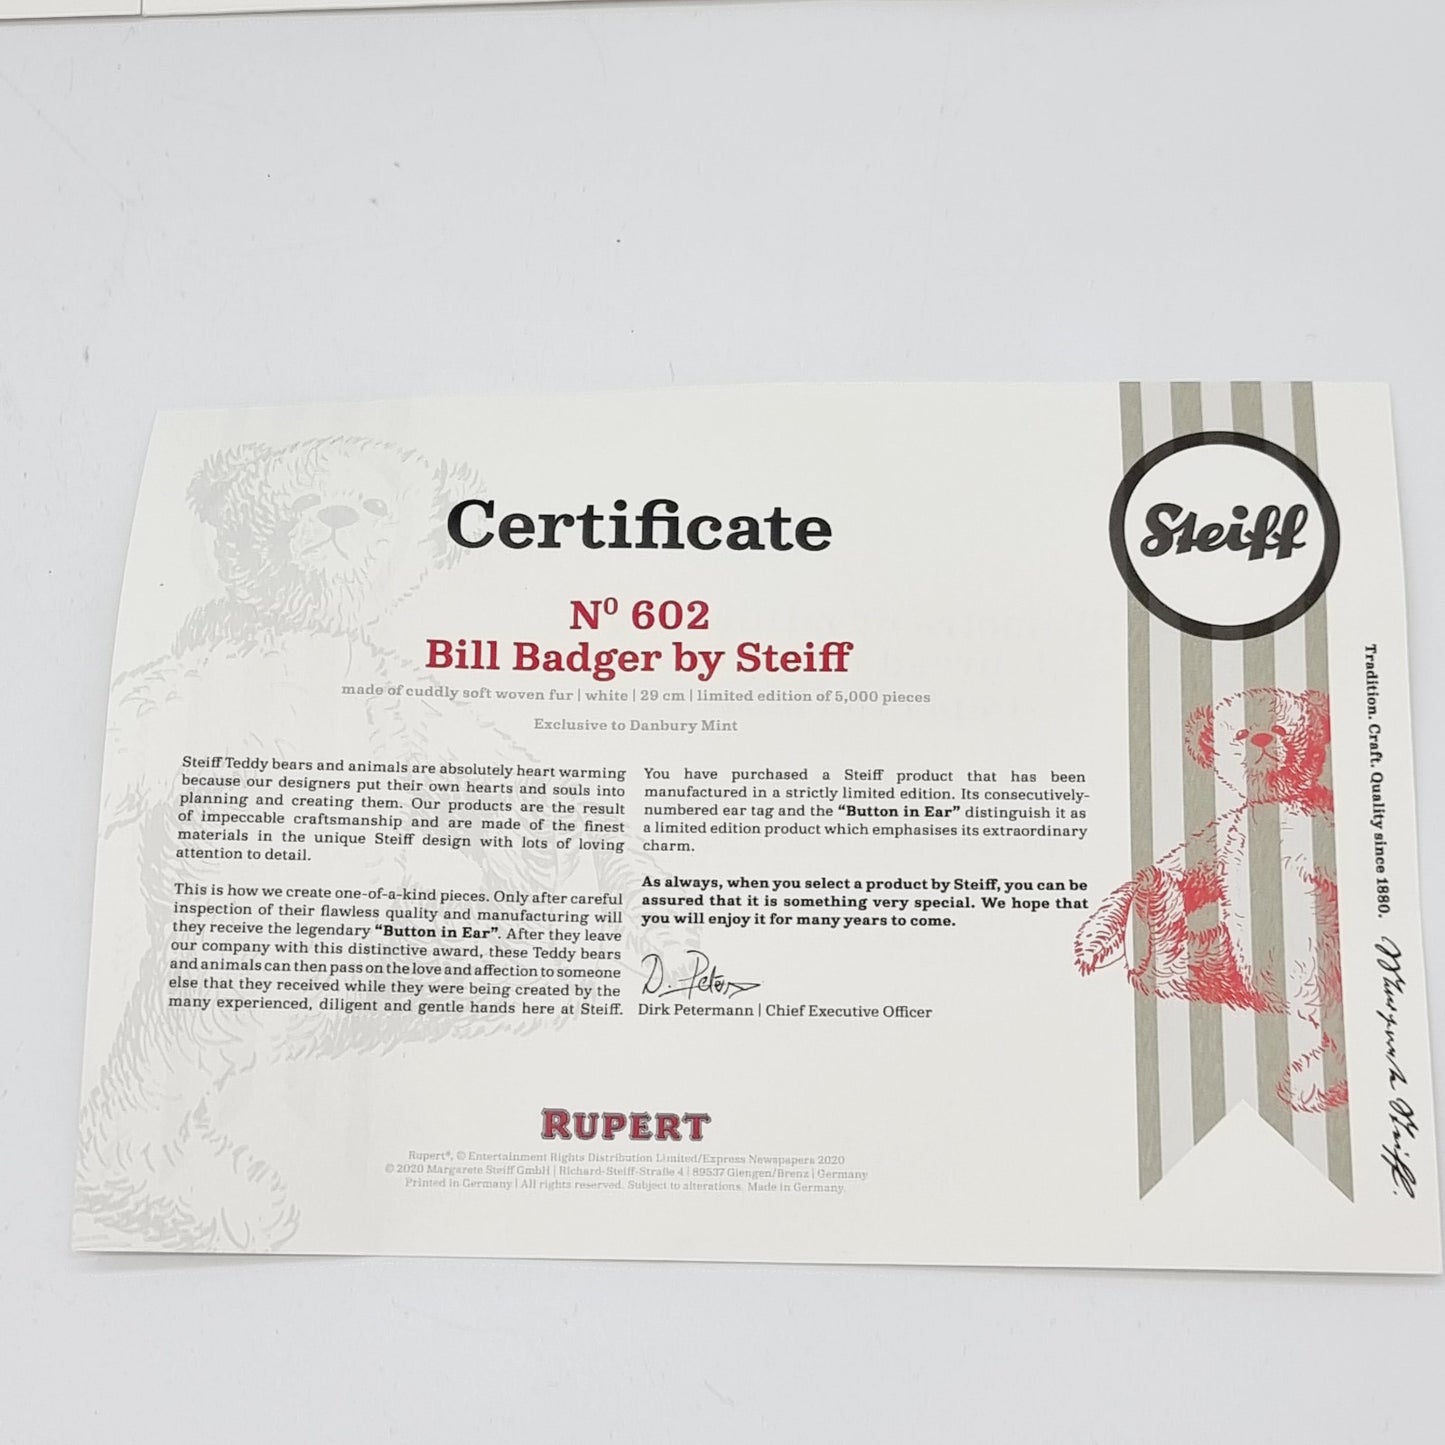 Certificate
Nº 602
Bill Badger by Steiff
made of cuddly soft woven fur | white | 29 cm | limited edition of 5,000 pieces
Exclusive to Danbury Mint
Steiff Teddy bears and animals are absolutely heart warming
because our designers put their own hearts and souls into
planning and creating them. Our products are the result
of impeccable craftsmanship and are made of the finest
materials in the unique Steiff design with lots of loving
attention to detail.
This is how we create one-of-a-kind pieces. Only after careful
inspection of their flawless quality and manufacturing will
they receive the legendary “Button in Ear”. After they leave
our company with this distinctive award, these Teddy bears
and animals can then pass on the love and affection to someone
else that they received while they were being created by the
many experienced, diligent and gentle hands here at Steiff.
You have purchased a Steiff product that has been
manufactured in a strictly limited edition. Its consecutively-
numbered ear tag and the “Button in Ear” distinguish it as
a limited edition product which emphasises its extraordinary
charm.
As always, when you select a product by Steiff, you can be
assured that it is something very special. We hope that
you will enjoy it for many years to come.
D. Peterm
Dirk Petermann | Chief Executive Officer
RUPERT
Rupert®, © Entertainment Rights Distribution Limited/Express Newspapers 2020
© 2020 Margarete Steiff GmbH | Richard-Steiff-Straße 4 | 89537 Giengen/Brenz | Germany
Printed in Germany | All rights reserved. Subject to alterations. Made in Germany.
Steiff
Tradition. Craft. Quality since 1880.
Margarete Steiff.